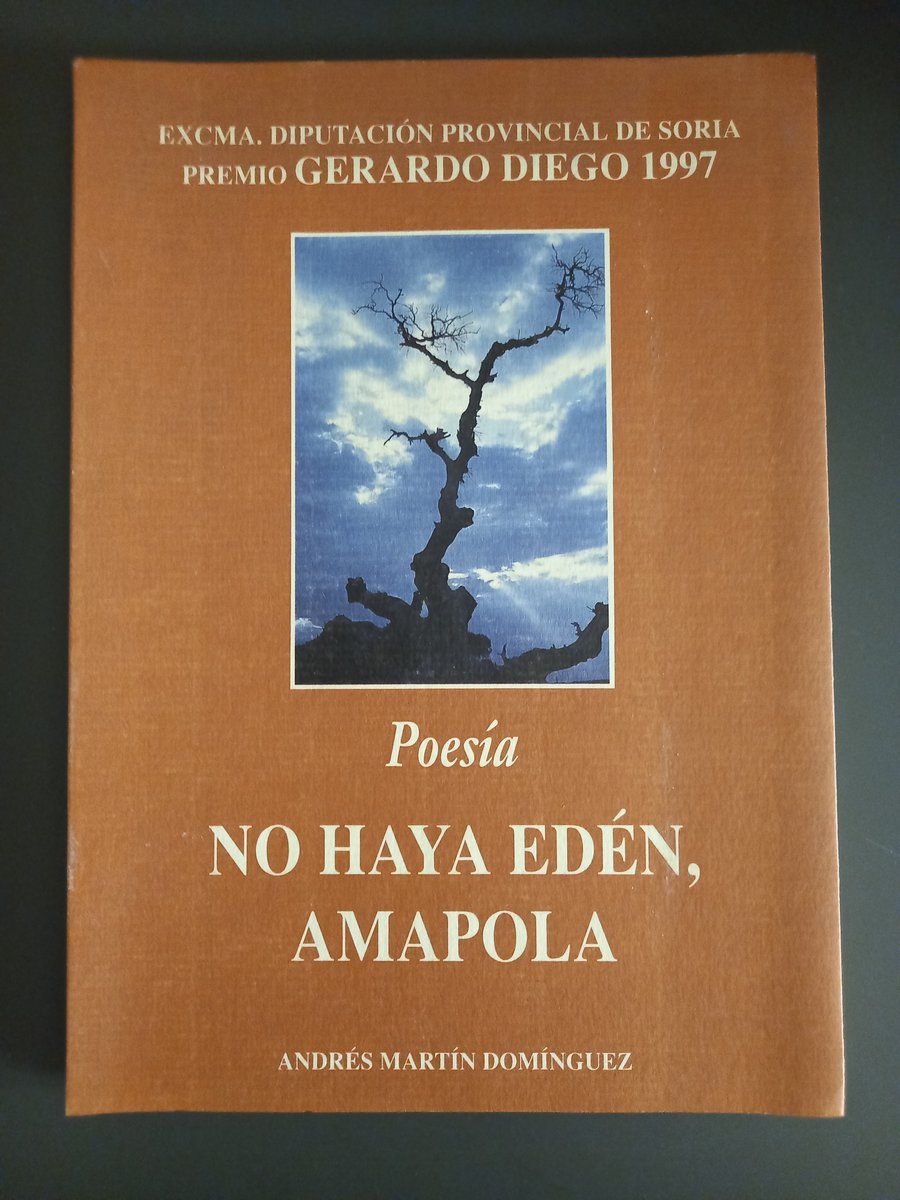 EXCMA. DIPUTACIÓN PROVINCIAL DE SORIA
PREMIO GERARDO DIEGO 1997
Poesía
NO HAYA EDÉN,
AMAPOLA
ANDRÉS MARTÍN DOMÍNGUEZ